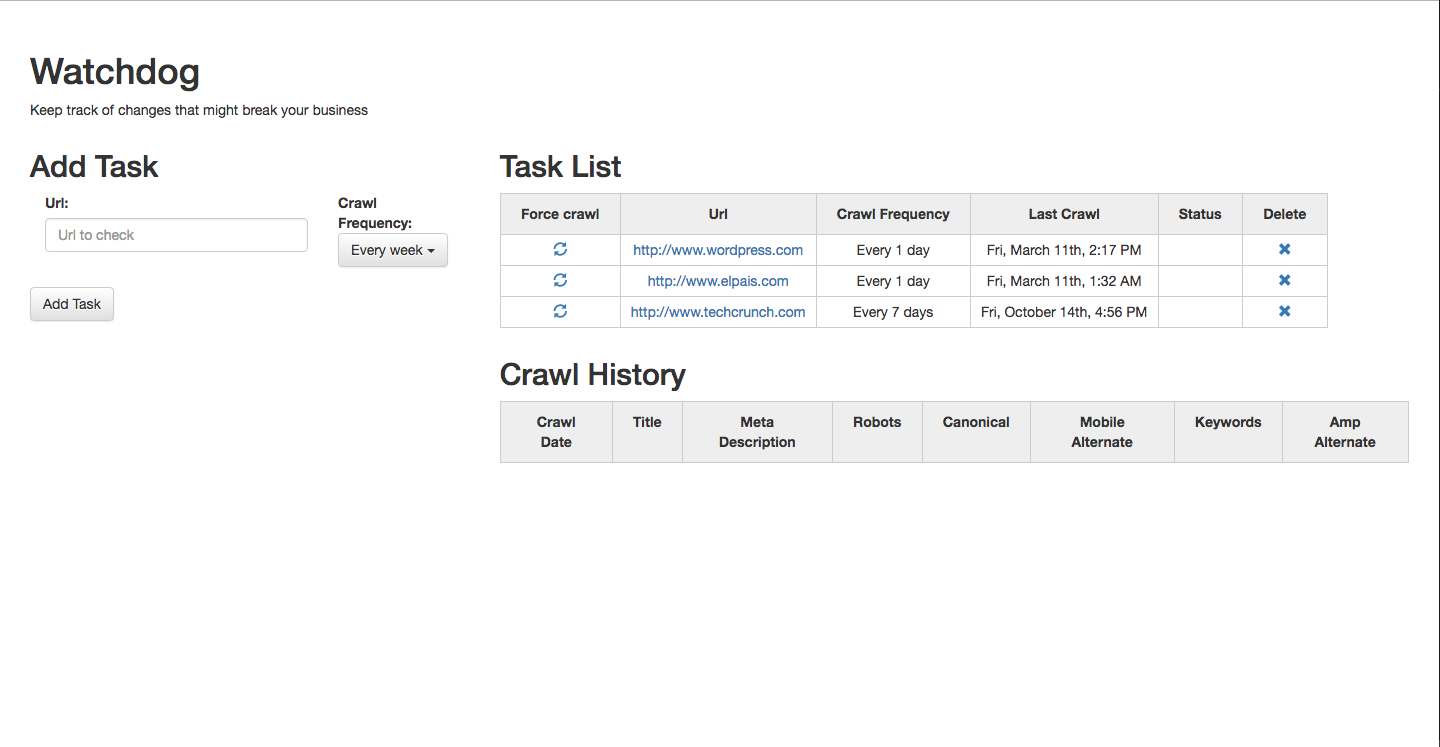 Watchdog
Keep track of changes that might break your business
Add Task
Url:
Url to check
Crawl
Frequency:
Every week
Add Task
Task List
Force crawl Url Crawl Frequency Last Crawl Status Delete
http://www.wordpress.com Every 1 day Fri, March 11th, 2:17 PM
http://www.elpais.com Every 1 day Fri, March 11th, 1:32 AM
http://www.techcrunch.com Every 7 days Fri, October 14th, 4:56 PM
Crawl History
Crawl Title Meta Robots Canonical Mobile Keywords Amp
Date Description Alternate Alternate